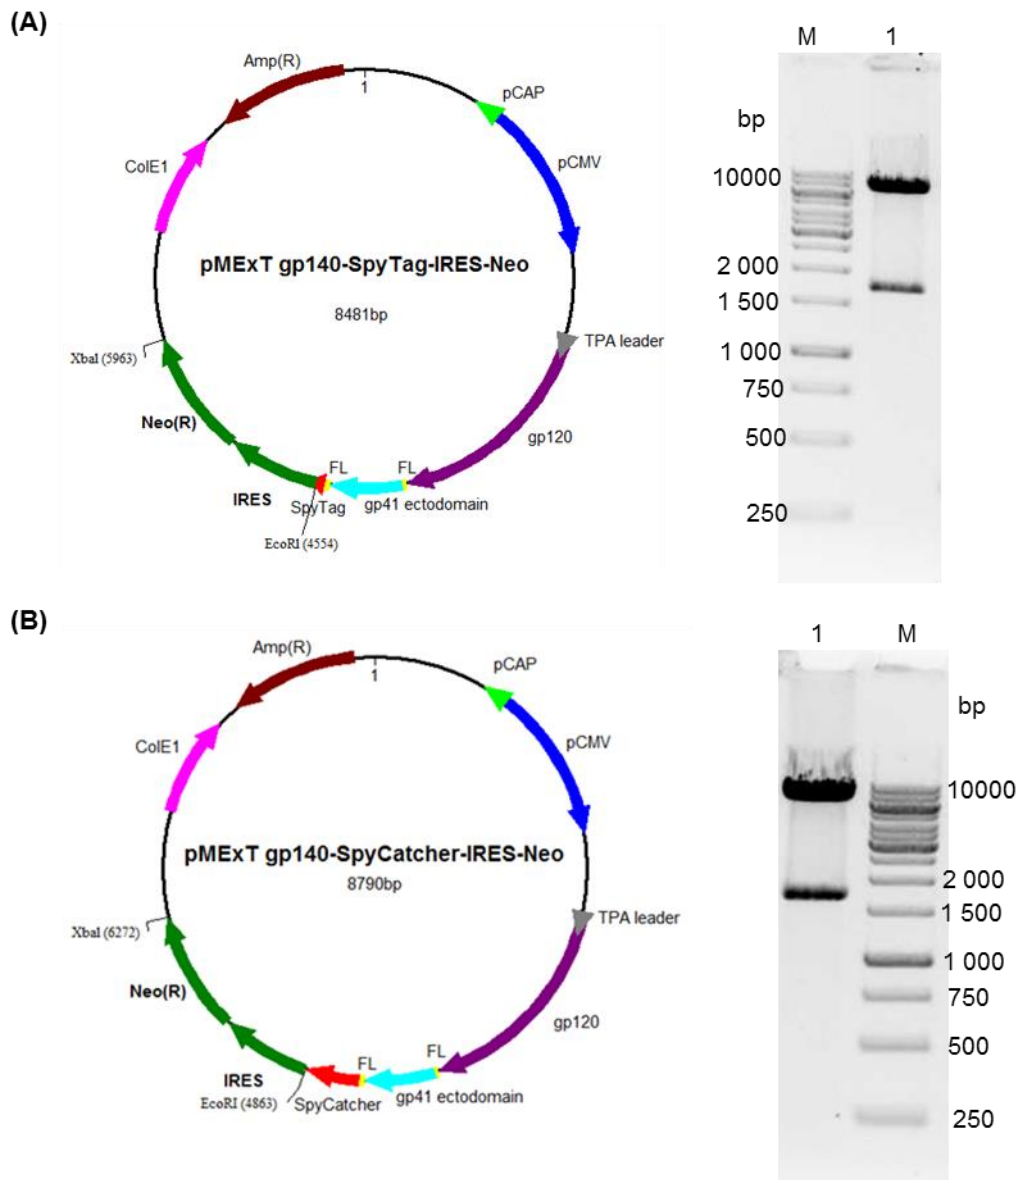 (A)
Amp(R)
1
pCAP
pCMV
ColE1
pMExT gp140-SpyTag-IRES-Neo
8481bp
TPA leader
XbaI (5963)
Neo(R)
gp120
FL
FL
IRES
SpyTag
gp41 ectodomain
EcoRI (4554)
M
1
bp
10000
2 000
1 500
1 000
750
500
250
(B)
Amp(R)
1
pCAP
pCMV
ColE1
pMExT gp140-SpyCatcher-IRES-Neo
8790bp
TPA leader
XbaI (6272)
Neo(R)
gp120
FL
FL
IRES
EcoRI (4863)
SpyCatcher
gp41 ectodomain
1
M
bp
10000
2 000
1 500
1 000
750
500
250